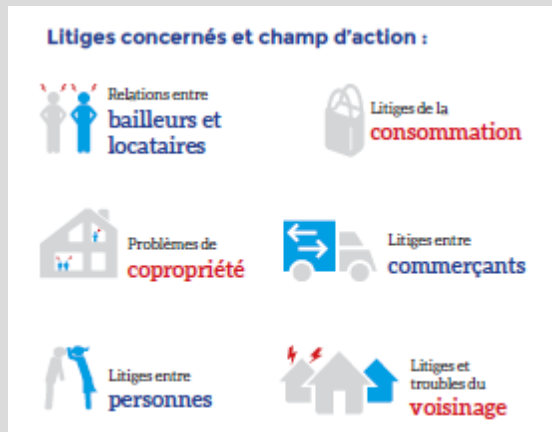 Litiges concernés et champ d'action :
Relations entre
bailleurs et
locataires
Litiges de la
consommation
Problèmes de
copropriété
Litiges entre
commerçants
Litiges entre
personnes
Litiges et
troubles du
voisinage